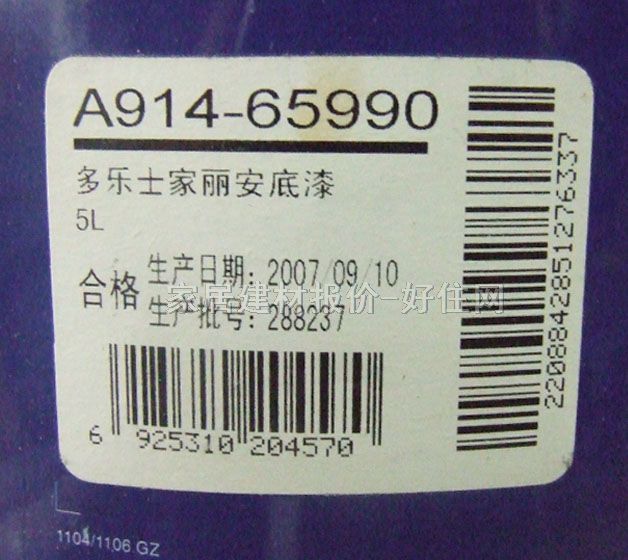 A914-65990
多乐士家丽安底漆
5L
合格
生产日期: 2007/09/10
生产批号: 288237
家居建材报价-好住网
6 925310 204570
2208842851276337
1104/1106 GZ